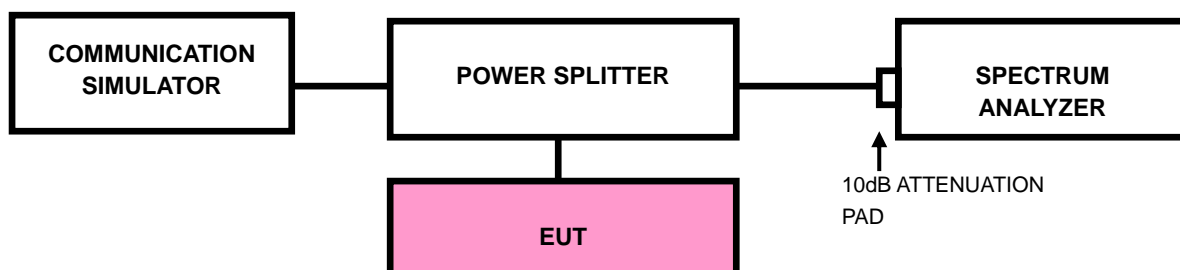 COMMUNICATION
SIMULATOR
POWER SPLITTER
SPECTRUM
ANALYZER
10dB ATTENUATION
PAD
EUT